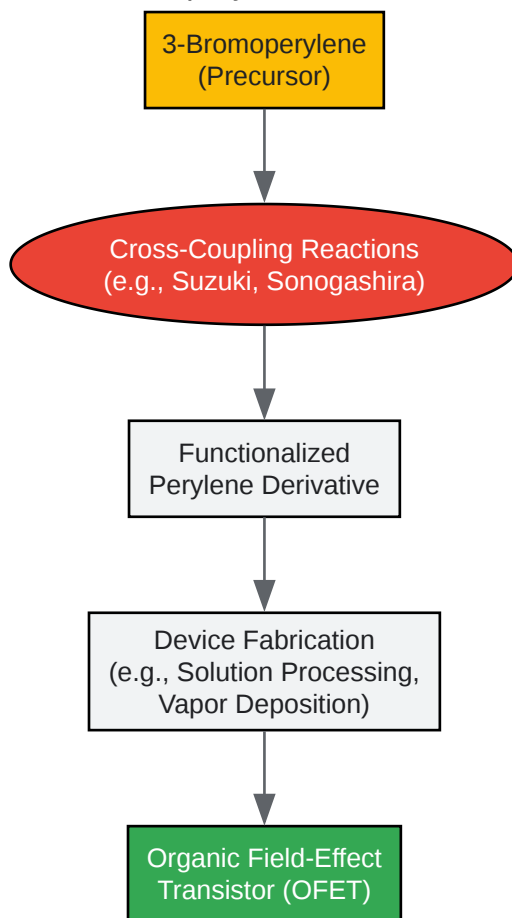 3-Bromoperylene
(Precursor)
Cross-Coupling Reactions
(e.g., Suzuki, Sonogashira)
Functionalized
Perylene Derivative
Device Fabrication
(e.g., Solution Processing,
Vapor Deposition)
Organic Field-Effect
Transistor (OFET)